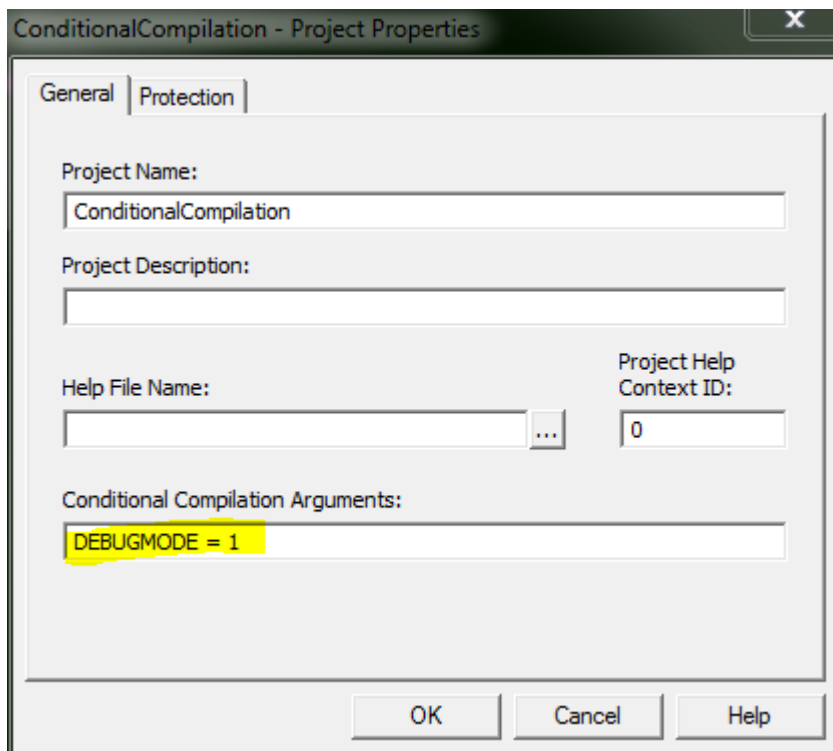 ConditionalCompilation - Project Properties
X
General Protection
Project Name:
ConditionalCompilation
Project Description:
Project Help
Help File Name: Context ID:
... 0
Conditional Compilation Arguments:
DEBUGMODE = 1
OK Cancel Help